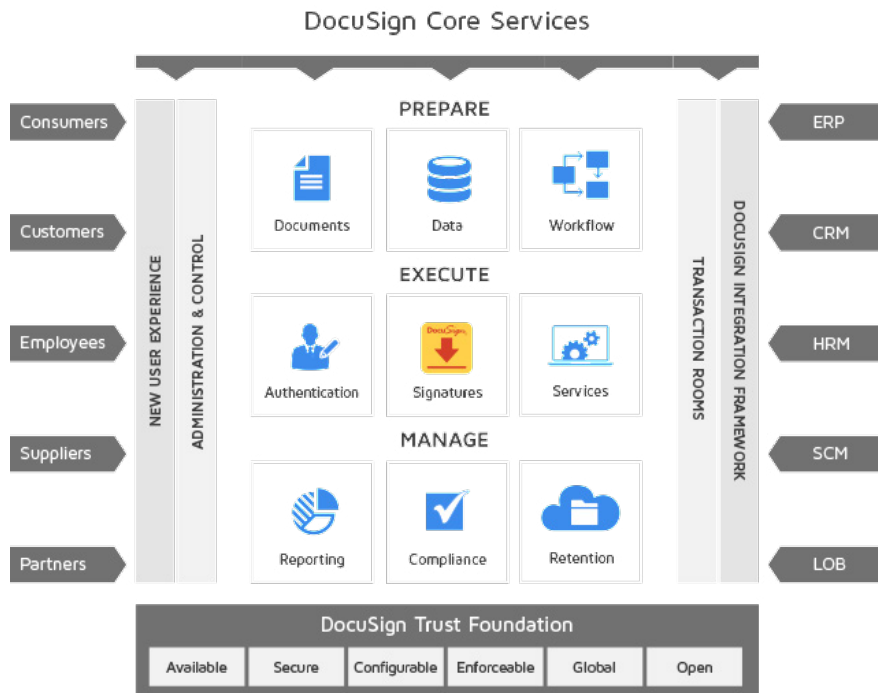 DocuSign Core Services
Consumers
Customers
Employees
Suppliers
Partners
NEW USER EXPERIENCE
ADMINISTRATION & CONTROL
PREPARE
Documents
Data
Workflow
EXECUTE
Authentication
DocuSign
Signatures
Services
MANAGE
Reporting
Compliance
Retention
TRANSACTION ROOMS
DOCUSIGN INTEGRATION FRAMEWORK
ERP
CRM
HRM
SCM
LOB
DocuSign Trust Foundation
Available
Secure
Configurable
Enforceable
Global
Open